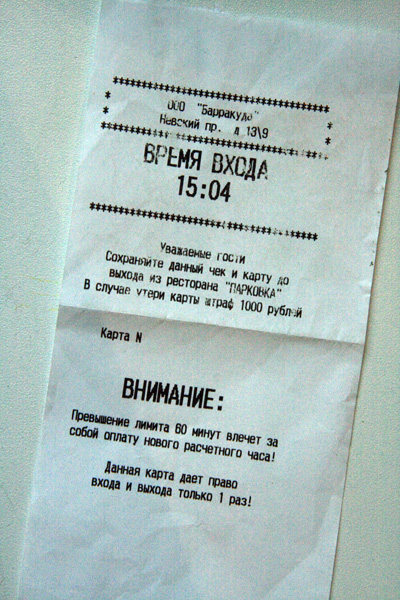 ************************************
* ООО "Барракуда" *
* Невский пр. д 13\9 *
************************************
ВРЕМЯ ВХОДА
15:04
************************************
Уважаемые гости
Сохраняйте данный чек и карту до
выхода из ресторана "ПАРКОВКА"
В случае утери карты штраф 1000 рублей
Карта N
ВНИМАНИЕ:
Превышение лимита 60 минут влечет за
собой оплату нового расчетного часа!
Данная карта дает право
входа и выхода только 1 раз!